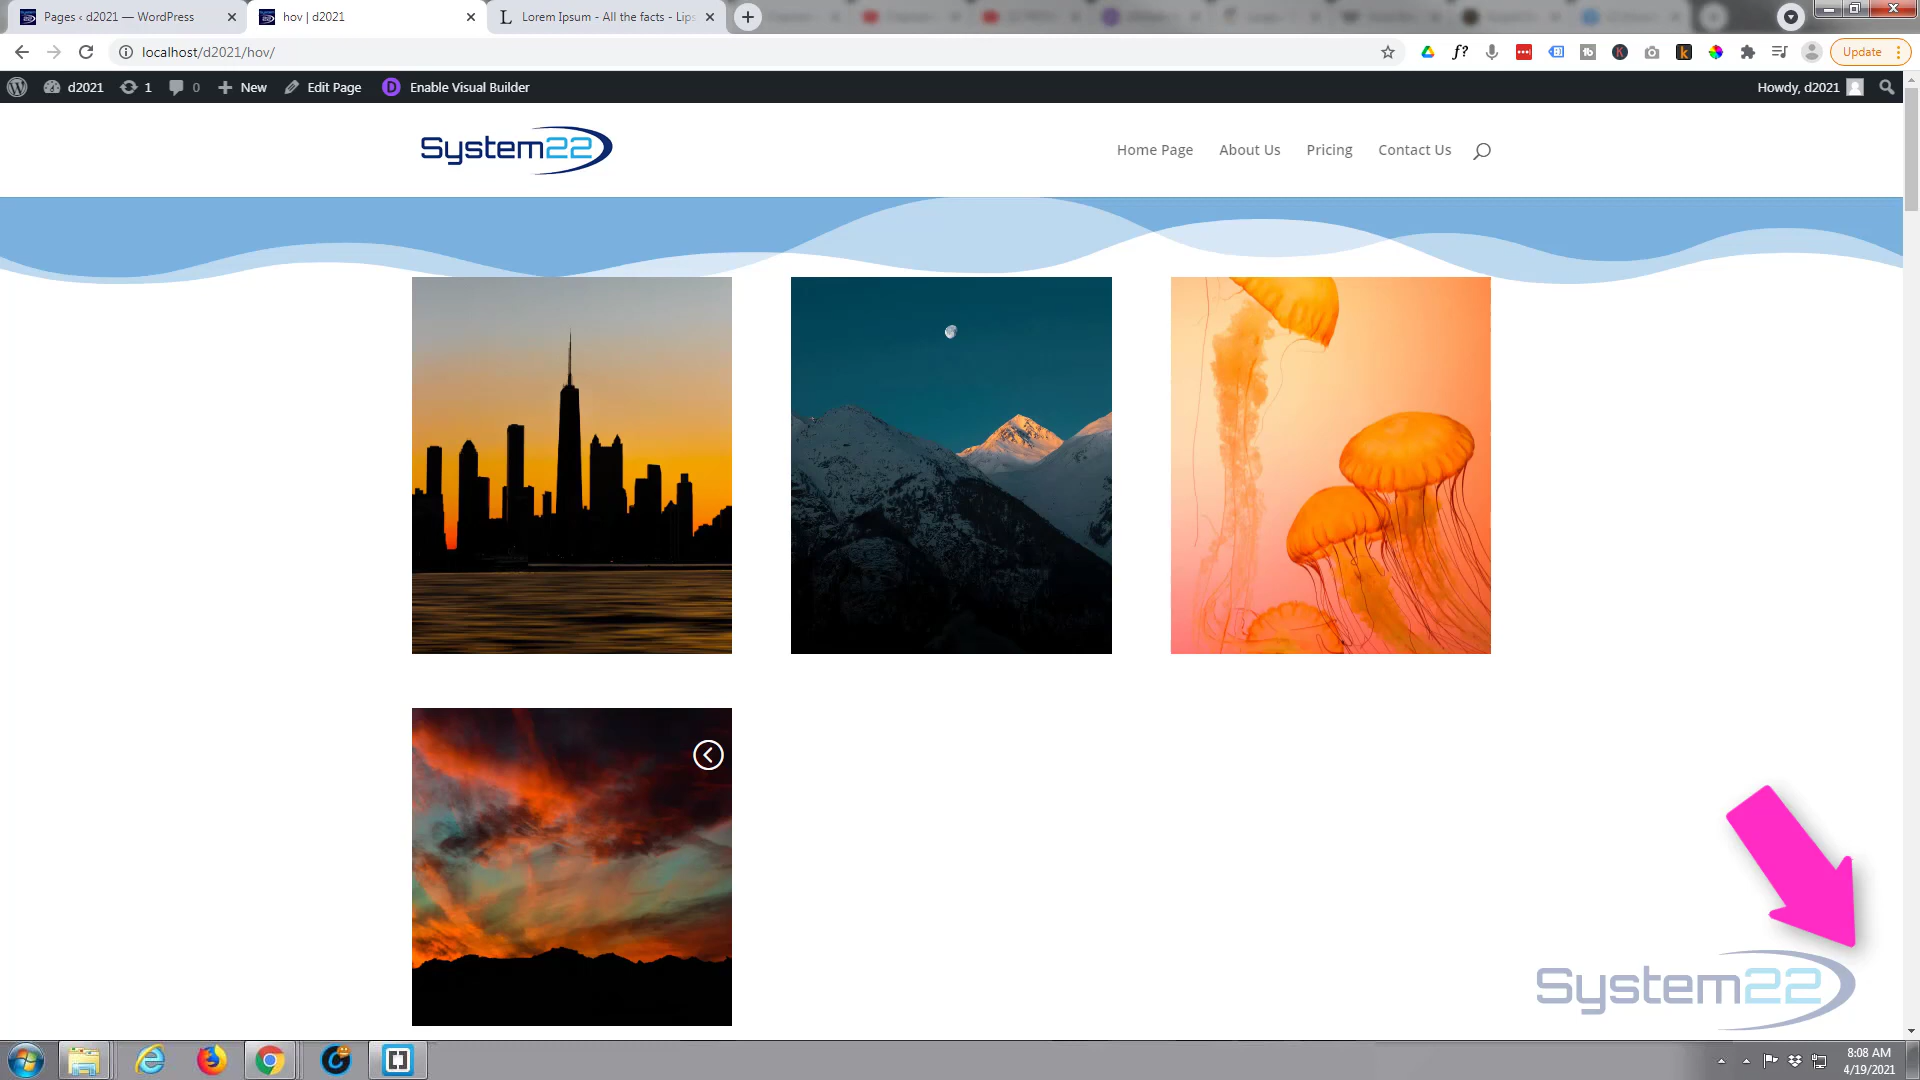 Pages ‹ d2021 — WordPress
hov | d2021
Lorem Ipsum - All the facts - Lips
localhost/d2021/hov/
f?
Update
d2021
1
0
New
Edit Page
D
Enable Visual Builder
Howdy, d2021
System22
Home Page
About Us
Pricing
Contact Us
System22
8:08 AM
4/19/2021